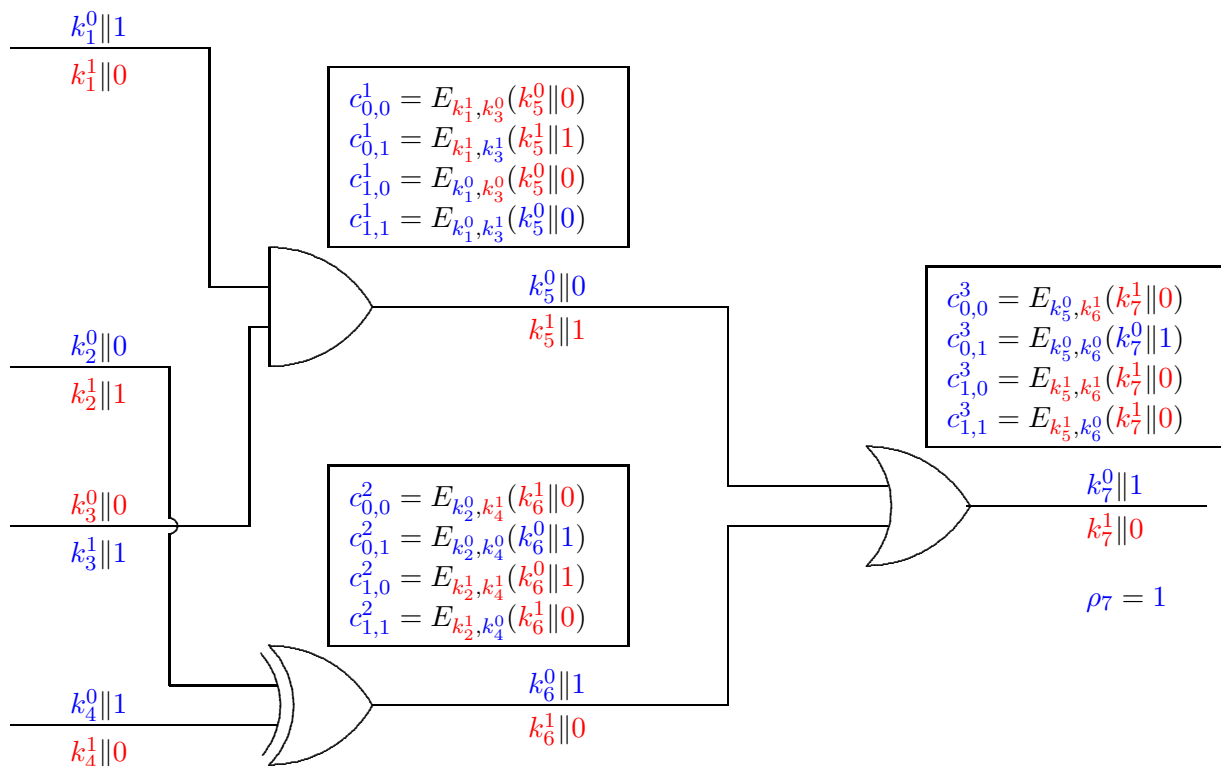 k_1^0‖1
k_1^1‖0
c_{0,0}^1 = E_{k_1^1,k_3^0}(k_5^0‖0)
c_{0,1}^1 = E_{k_1^1,k_3^1}(k_5^1‖1)
c_{1,0}^1 = E_{k_1^0,k_3^0}(k_5^0‖0)
c_{1,1}^1 = E_{k_1^0,k_3^1}(k_5^0‖0)
k_5^0‖0
k_5^1‖1
k_2^0‖0
k_2^1‖1
c_{0,0}^3 = E_{k_5^0,k_6^1}(k_7^1‖0)
c_{0,1}^3 = E_{k_5^0,k_6^0}(k_7^0‖1)
c_{1,0}^3 = E_{k_5^1,k_6^1}(k_7^1‖0)
c_{1,1}^3 = E_{k_5^1,k_6^0}(k_7^1‖0)
k_3^0‖0
k_3^1‖1
c_{0,0}^2 = E_{k_2^0,k_4^1}(k_6^1‖0)
c_{0,1}^2 = E_{k_2^0,k_4^0}(k_6^0‖1)
c_{1,0}^2 = E_{k_2^1,k_4^1}(k_6^0‖1)
c_{1,1}^2 = E_{k_2^1,k_4^0}(k_6^1‖0)
k_7^0‖1
k_7^1‖0
ρ_7 = 1
k_4^0‖1
k_4^1‖0
k_6^0‖1
k_6^1‖0